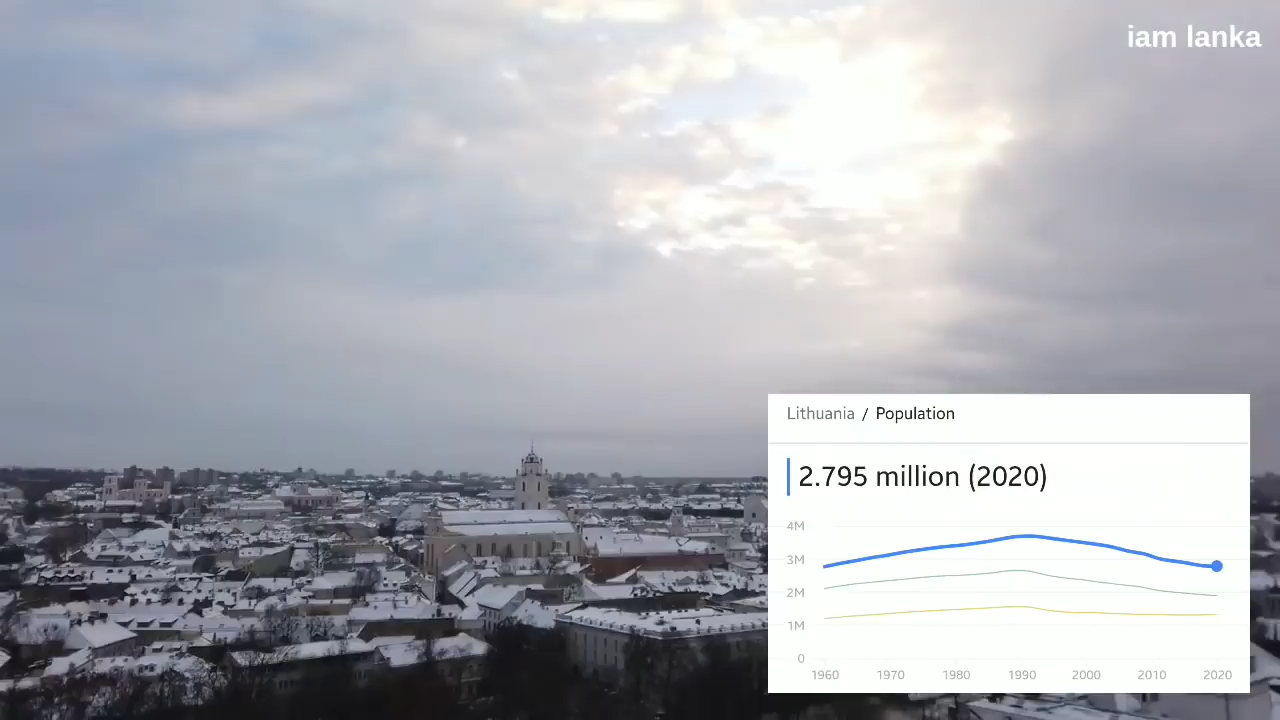 iam lanka
Lithuania / Population
2.795 million (2020)
4M
3M
2M
1M
0
1960 1970 1980 1990 2000 2010 2020